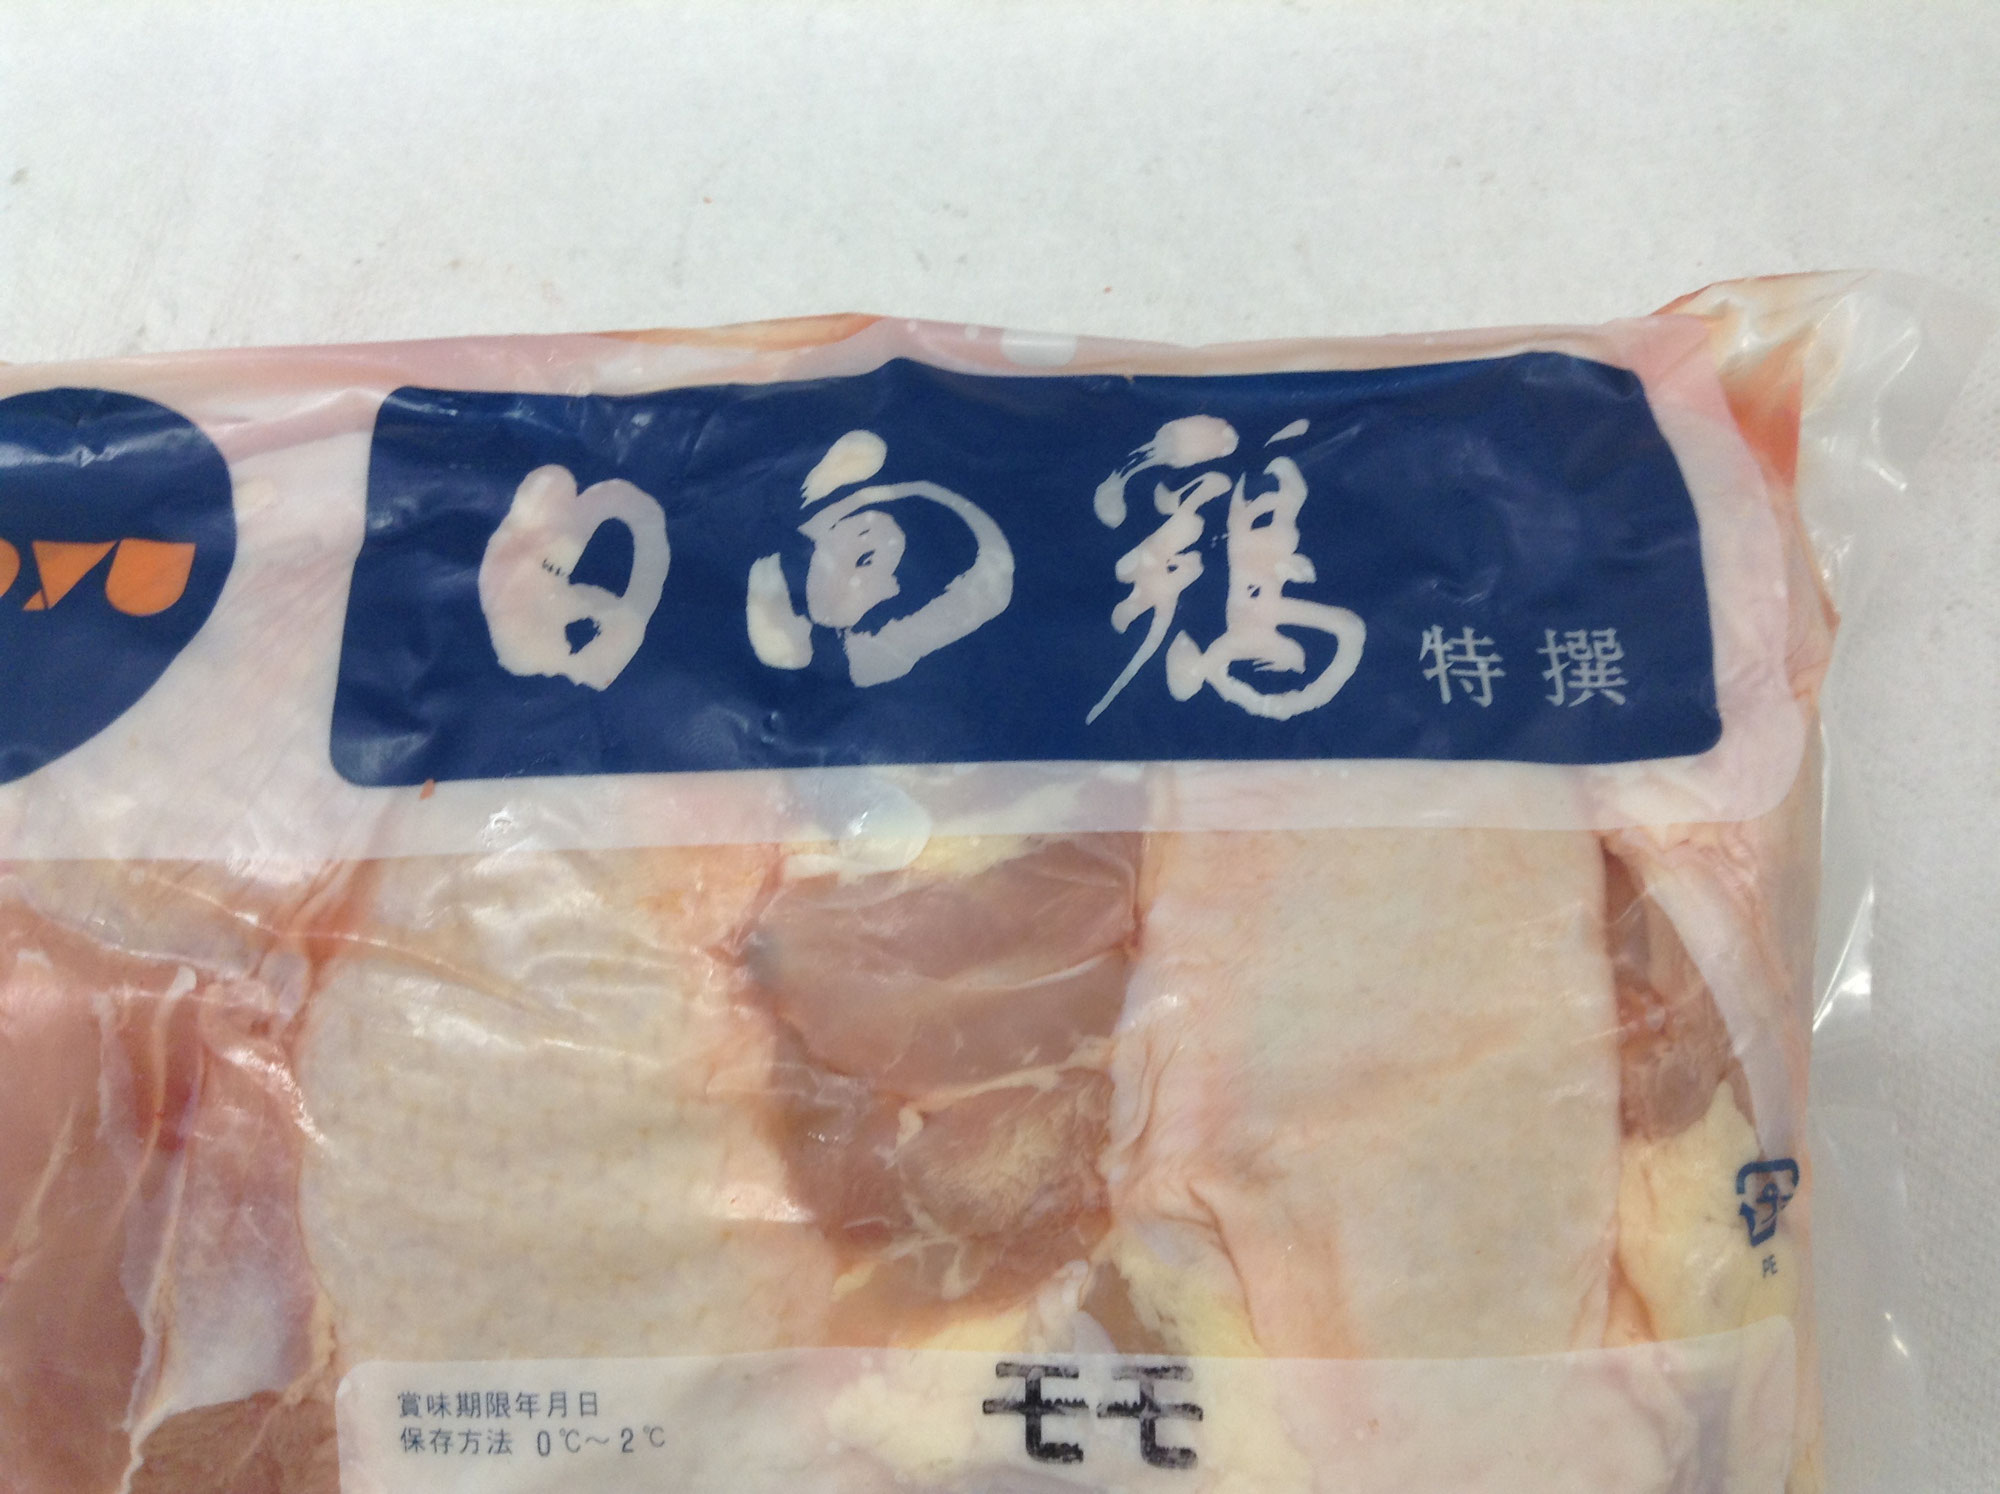 日向鶏 特撰
モモ
賞味期限年月日
保存方法 0℃～2℃
PE